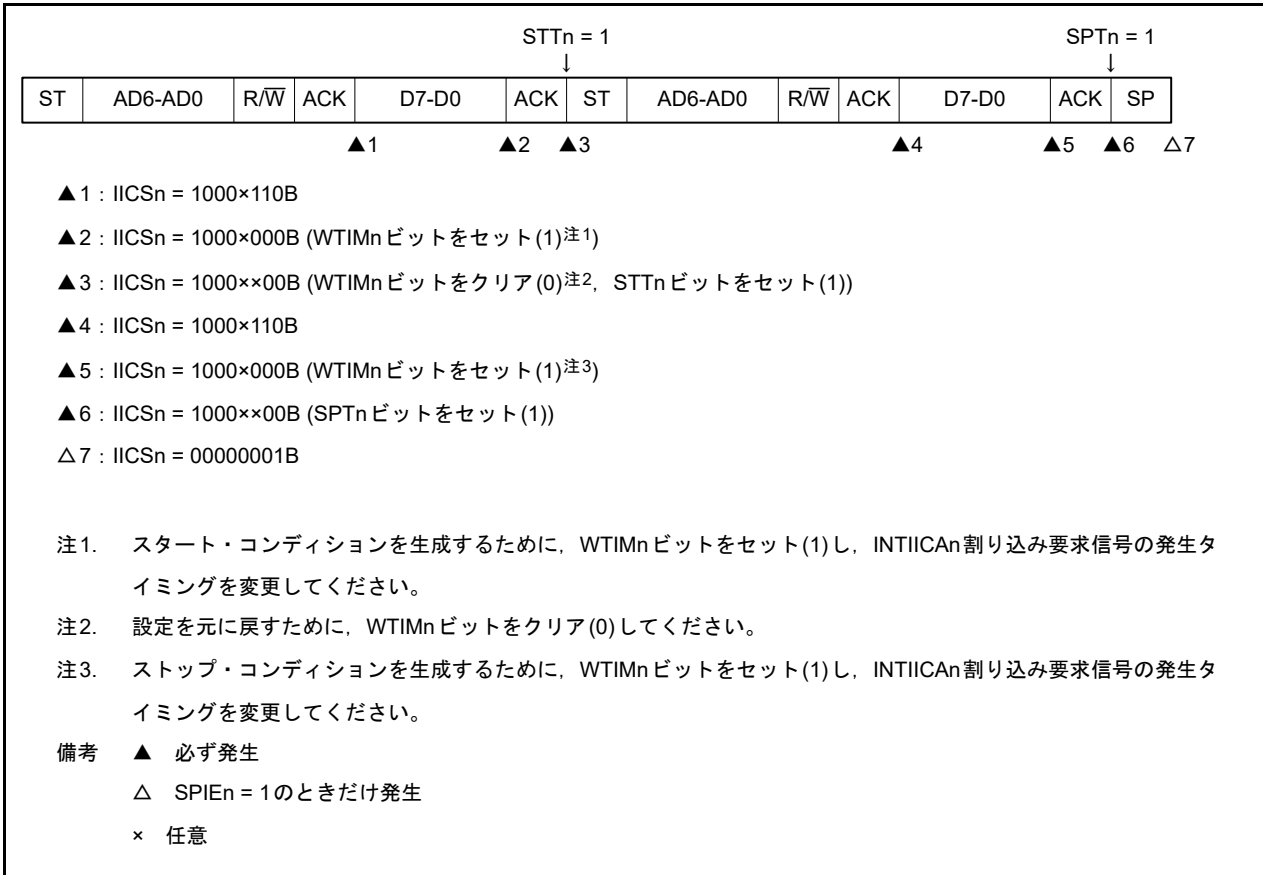 STTn = 1 SPTn = 1
↓ ↓
ST AD6-AD0 R/W̅ ACK D7-D0 ACK ST AD6-AD0 R/W̅ ACK D7-D0 ACK SP
▲1 ▲2 ▲3 ▲4 ▲5 ▲6 △7
▲1：IICSn = 1000×110B
▲2：IICSn = 1000×000B (WTIMnビットをセット(1)注1)
▲3：IICSn = 1000××00B (WTIMnビットをクリア(0)注2，STTnビットをセット(1))
▲4：IICSn = 1000×110B
▲5：IICSn = 1000×000B (WTIMnビットをセット(1)注3)
▲6：IICSn = 1000××00B (SPTnビットをセット(1))
△7：IICSn = 00000001B
注1. スタート・コンディションを生成するために，WTIMnビットをセット(1)し，INTIICAn割り込み要求信号の発生タ
イミングを変更してください。
注2. 設定を元に戻すために，WTIMnビットをクリア(0)してください。
注3. ストップ・コンディションを生成するために，WTIMnビットをセット(1)し，INTIICAn割り込み要求信号の発生タ
イミングを変更してください。
備考 ▲ 必ず発生
△ SPIEn = 1のときだけ発生
× 任意